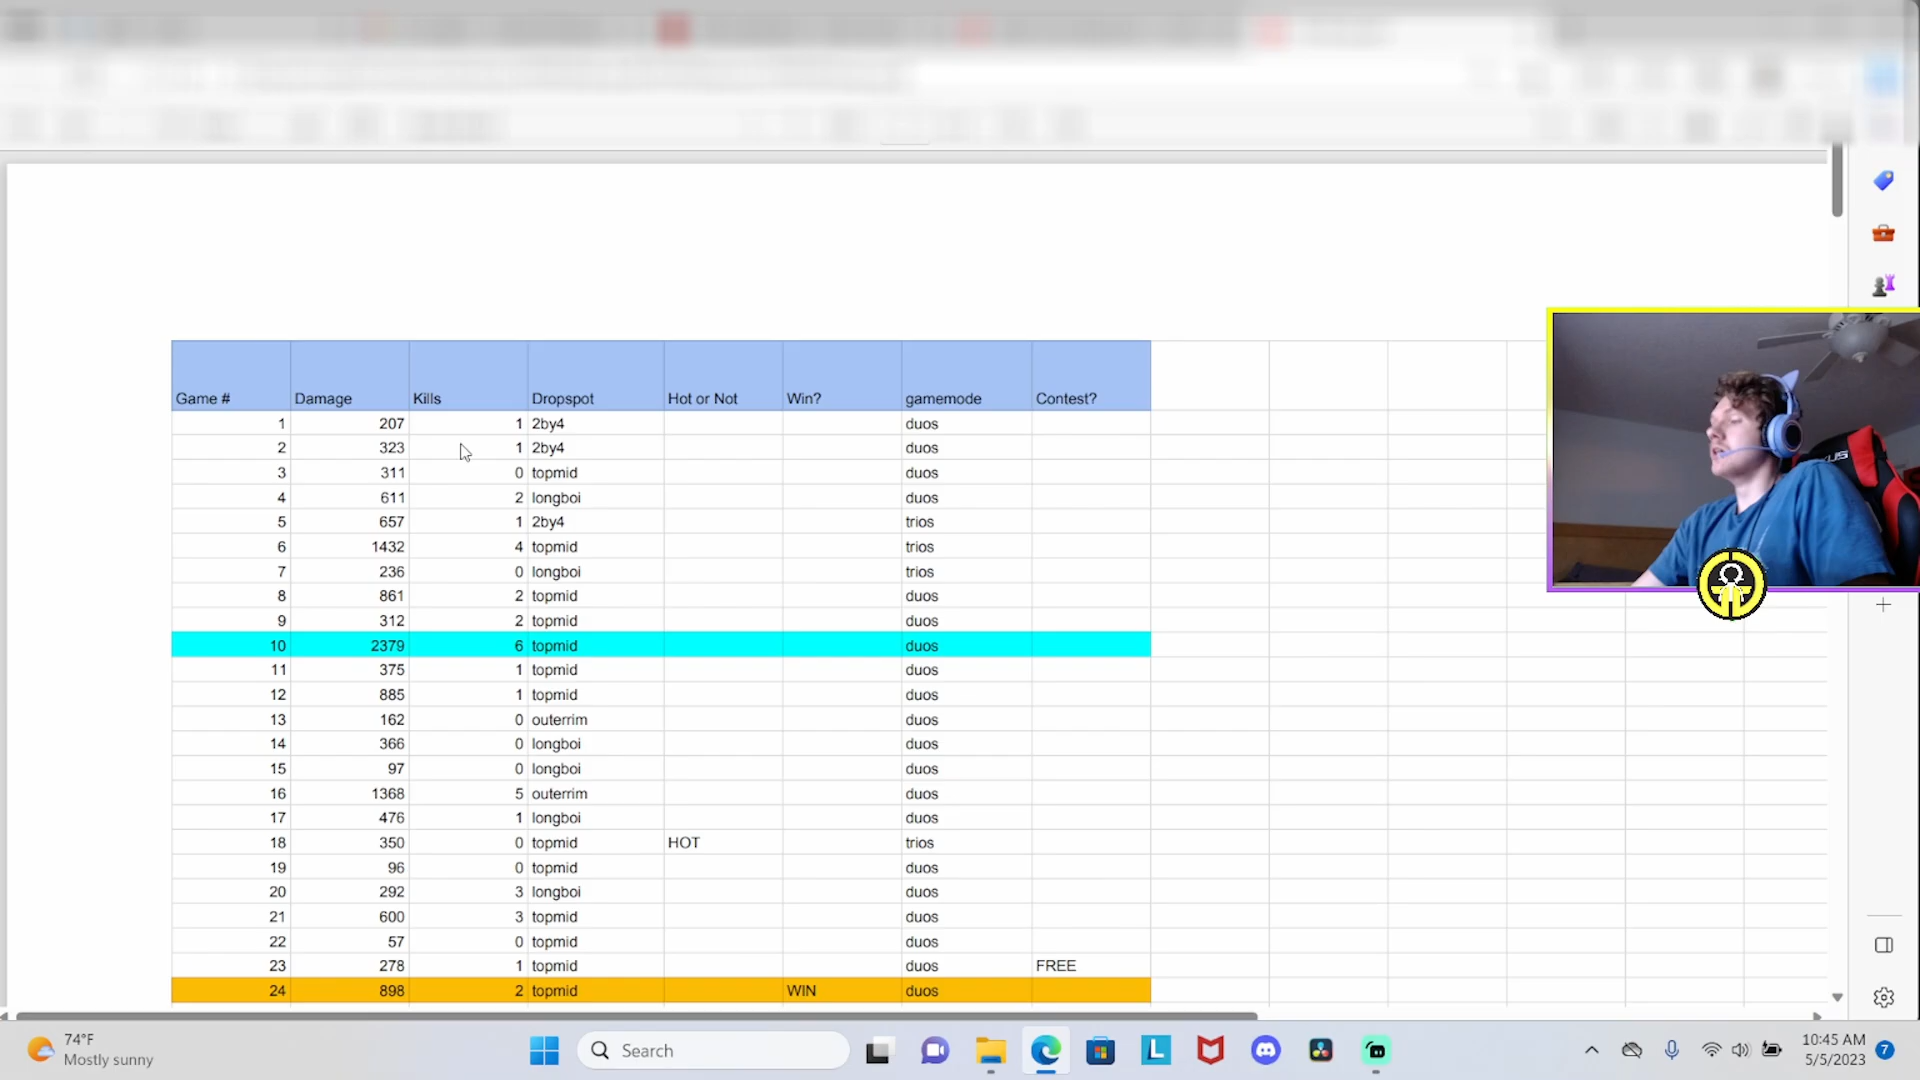 Game # Damage Kills Dropspot Hot or Not Win? gamemode Contest?
1 207 1 2by4 duos
2 323 1 2by4 duos
3 311 0 topmid duos
4 611 2 longboi duos
5 657 1 2by4 trios
6 1432 4 topmid trios
7 236 0 longboi trios
8 861 2 topmid duos
9 312 2 topmid duos
10 2379 6 topmid duos
11 375 1 topmid duos
12 885 1 topmid duos
13 162 0 outerrim duos
14 366 0 longboi duos
15 97 0 longboi duos
16 1368 5 outerrim duos
17 476 1 longboi duos
18 350 0 topmid HOT trios
19 96 0 topmid duos
20 292 3 longboi duos
21 600 3 topmid duos
22 57 0 topmid duos
23 278 1 topmid duos FREE
24 898 2 topmid WIN duos
74°F
Mostly sunny
Search
L
10:45 AM
5/5/2023
7